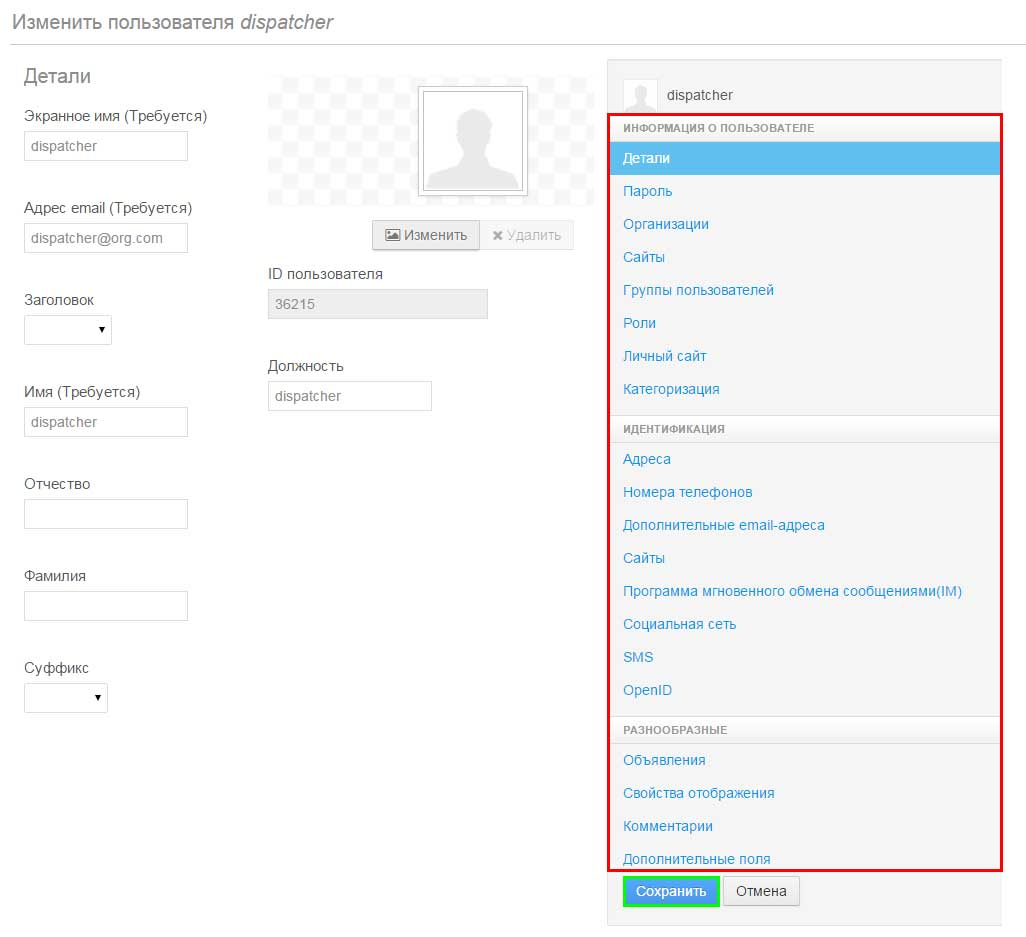 Изменить пользователя dispatcher
Детали
Экранное имя (Требуется)
dispatcher
Адрес email (Требуется)
dispatcher@org.com
Заголовок
Имя (Требуется)
dispatcher
Отчество
Фамилия
Суффикс
Изменить
Удалить
ID пользователя
36215
Должность
dispatcher
dispatcher
ИНФОРМАЦИЯ О ПОЛЬЗОВАТЕЛЕ
Детали
Пароль
Организации
Сайты
Группы пользователей
Роли
Личный сайт
Категоризация
ИДЕНТИФИКАЦИЯ
Адреса
Номера телефонов
Дополнительные email-адреса
Сайты
Программа мгновенного обмена сообщениями(IM)
Социальная сеть
SMS
OpenID
РАЗНООБРАЗНЫЕ
Объявления
Свойства отображения
Комментарии
Дополнительные поля
Сохранить
Отмена